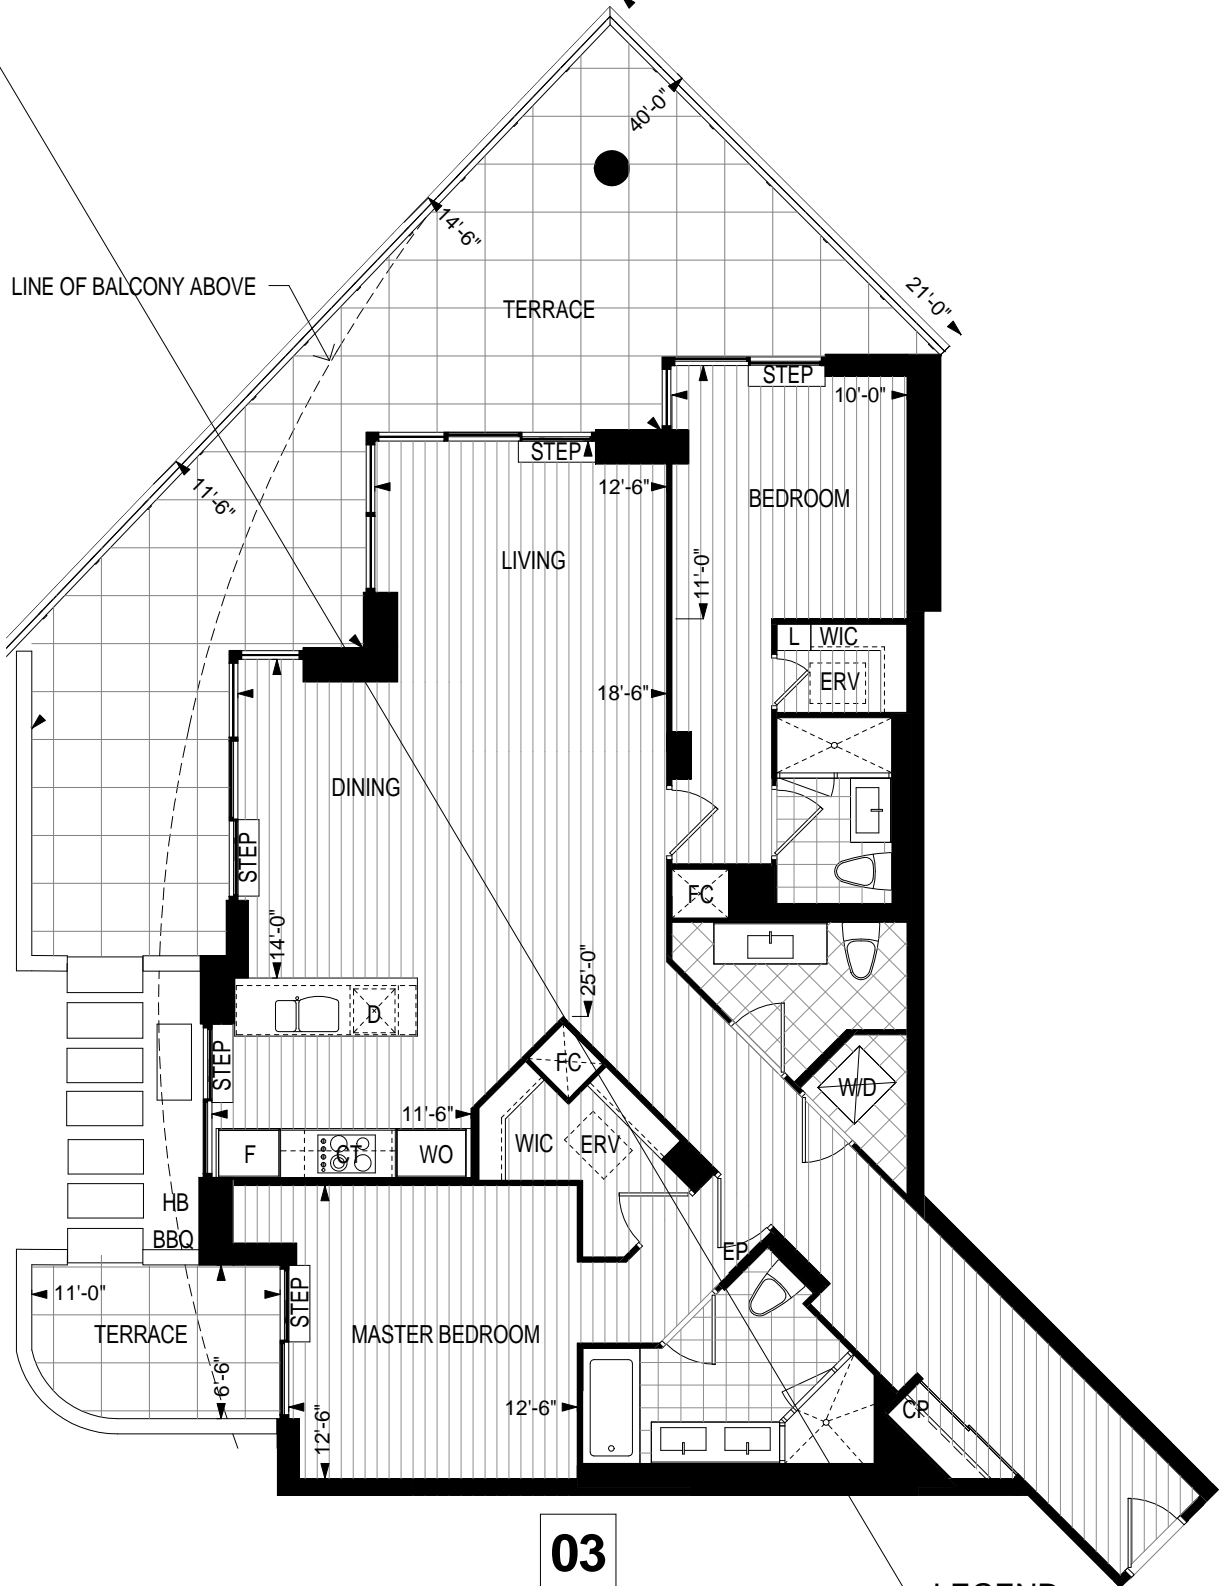 40'-0"
14'-6"
LINE OF BALCONY ABOVE
21'-0"
TERRACE
STEP
10'-0"
STEP
12'-6"
11'-6"
BEDROOM
LIVING
11'-0"
L WIC
ERV
18'-6"
DINING
STEP
FC
14'-0"
25'-0"
D
STEP
FC
W/D
11'-6"
WIC
ERV
F
CT
WO
HB
BBQ
EP
11'-0"
STEP
TERRACE
MASTER BEDROOM
6'-6"
12'-6"
12'-6"
CP
03
LEGEND